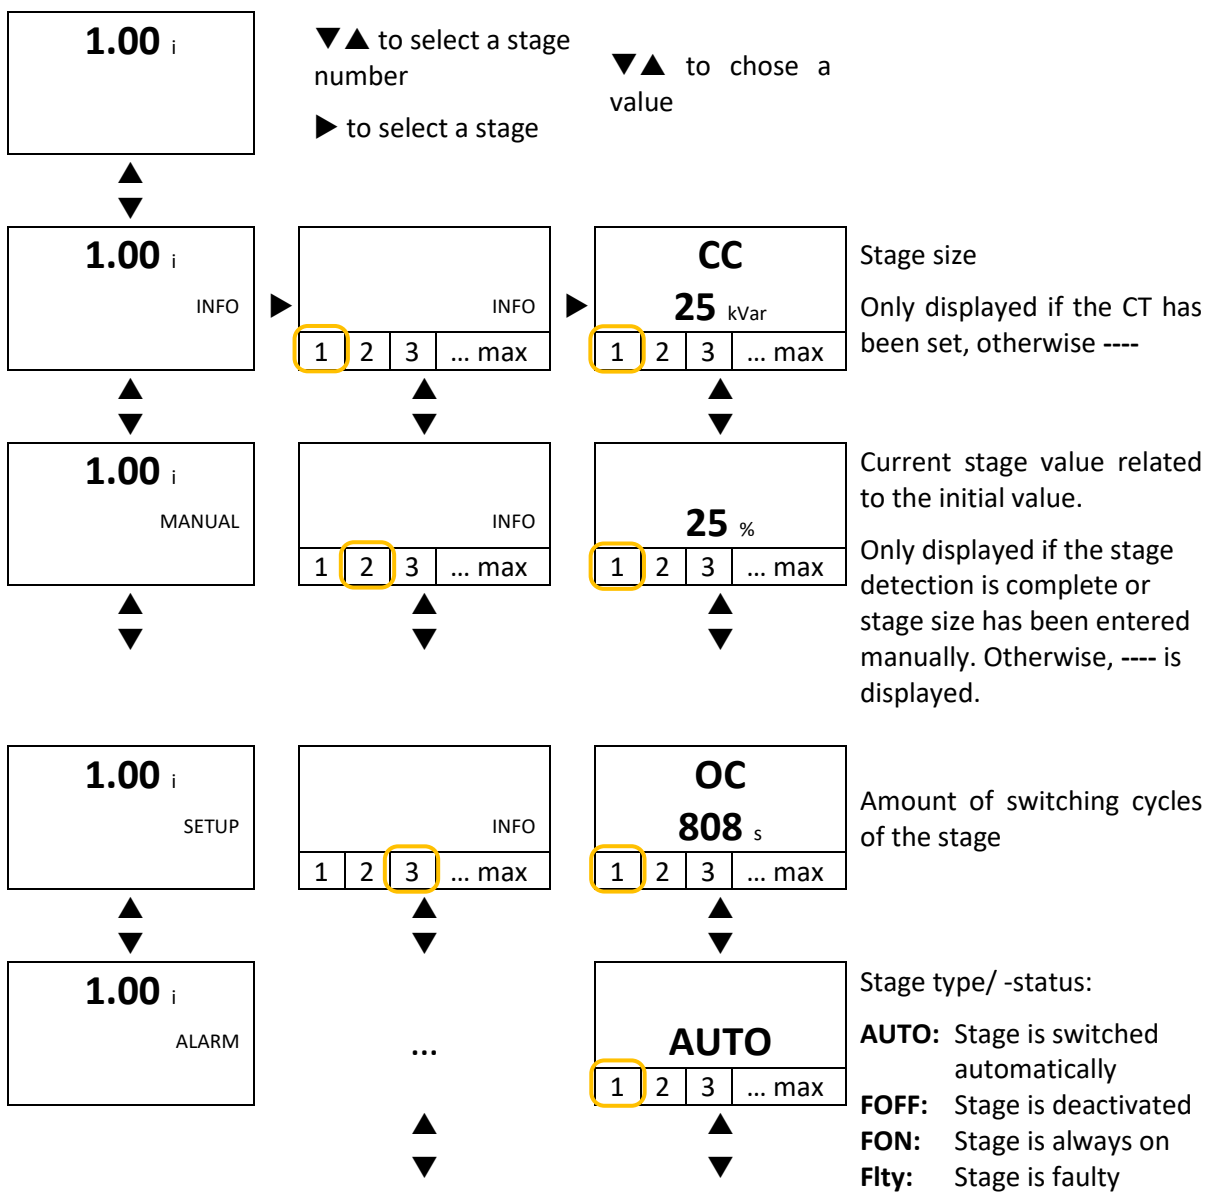 1.00 i
▼▲ to select a stage
number
▶ to select a stage
▼▲ to chose a
value
1.00 i
INFO
INFO
1 2 3 ... max
CC
25 kVar
1 2 3 ... max
Stage size
Only displayed if the CT has
been set, otherwise ----
1.00 i
MANUAL
INFO
1 2 3 ... max
25 %
1 2 3 ... max
Current stage value related
to the initial value.
Only displayed if the stage
detection is complete or
stage size has been entered
manually. Otherwise, ---- is
displayed.
1.00 i
SETUP
INFO
1 2 3 ... max
OC
808 s
1 2 3 ... max
Amount of switching cycles
of the stage
1.00 i
ALARM
...
AUTO
1 2 3 ... max
Stage type/ -status:
AUTO: Stage is switched
automatically
FOFF: Stage is deactivated
FON: Stage is always on
Flty: Stage is faulty